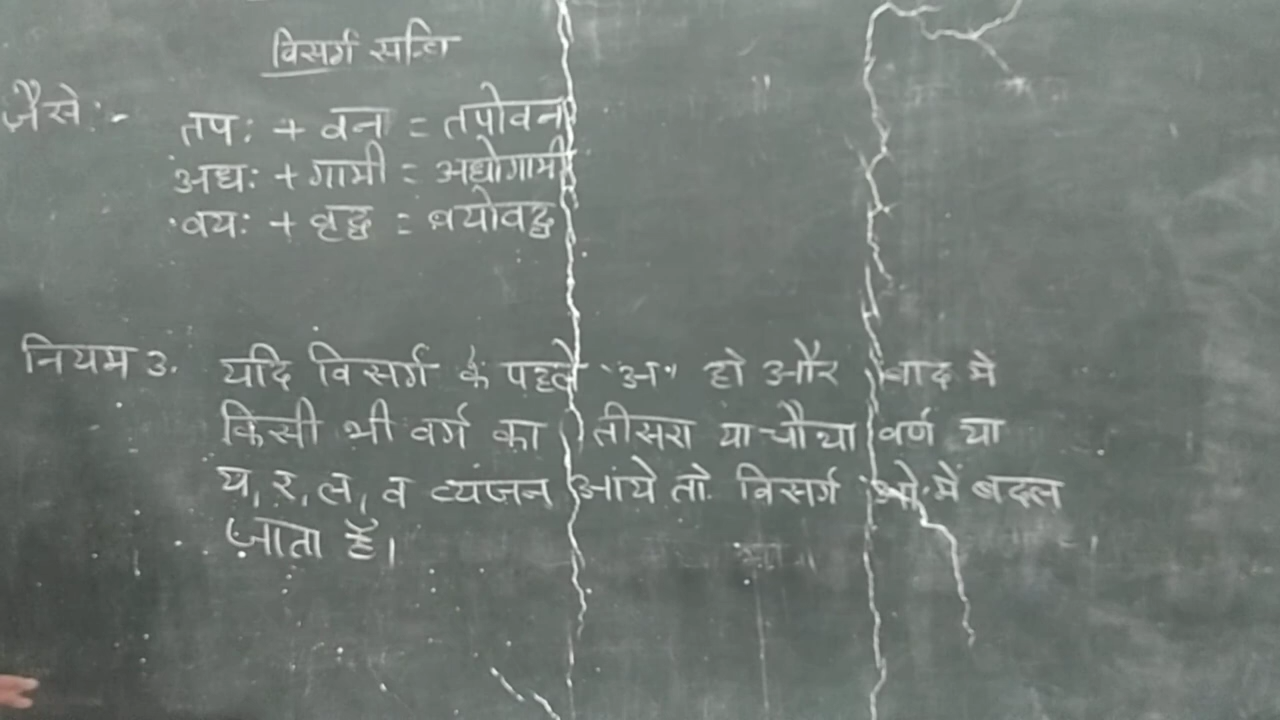 विसर्ग सन्धि
जैसे:- तप: + वन = तपोवन
अध: + गामी = अधोगामी
वय: + वृद्ध = वयोवद्ध
नियम 3. यदि विसर्ग के पहले "अ" हो और बाद मे
किसी भी वर्ग का तीसरा या चौथा वर्ण या
य, र, ल, व व्यंजन आये तो विसर्ग ओ में बदल
जाता है।